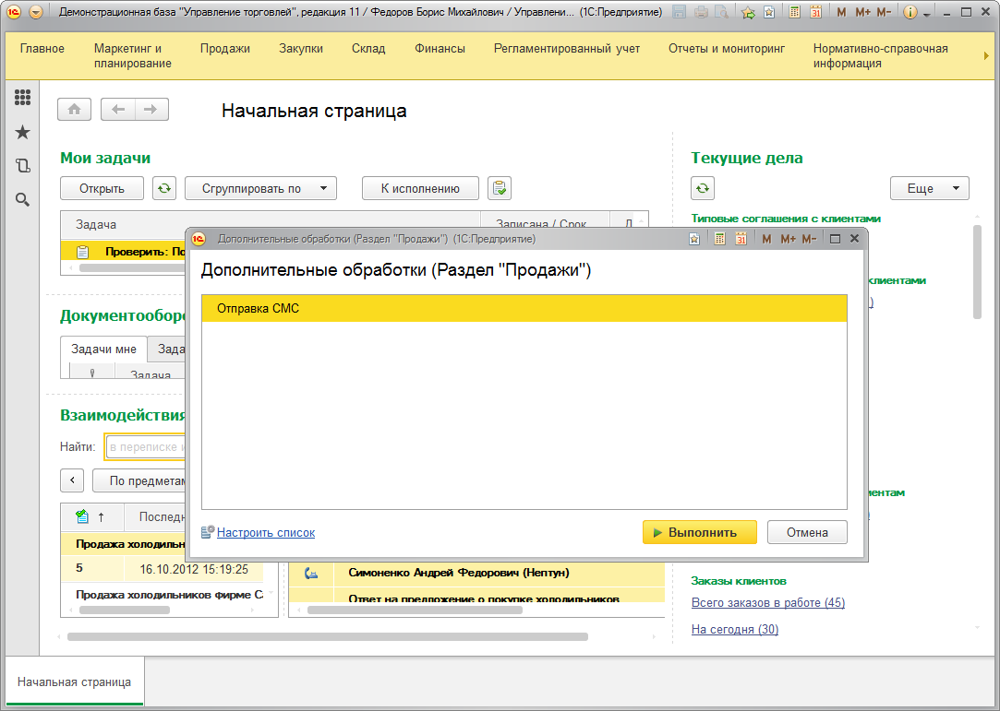 Демонстрационная база "Управление торговлей", редакция 11 / Федоров Борис Михайлович / Управлени... (1С:Предприятие)
M M+ M-
Главное
Маркетинг и
планирование
Продажи
Закупки
Склад
Финансы
Регламентированный учет
Отчеты и мониторинг
Нормативно-справочная
информация
Начальная страница
Мои задачи
Открыть
Сгруппировать по
К исполнению
Задача
Записана / Срок
Проверить: По
Документооборо
Задачи мне
Зада
Задача
Взаимодействия
Найти:
в переписке и
По предметам
Последн
Продажа холодильн
5
16.10.2012 15:19:25
Продажа холодильников фирме Са
Симоненко Андрей Федорович (Нептун)
Ответ на предложение о покупке холодильников
Текущие дела
Еще
Типовые соглашения с клиентами
клиентами
)
иентам
Заказы клиентов
Всего заказов в работе (45)
На сегодня (30)
Дополнительные обработки (Раздел "Продажи") (1С:Предприятие)
M M+ M-
Дополнительные обработки (Раздел "Продажи")
Отправка СМС
Настроить список
Выполнить
Отмена
Начальная страница